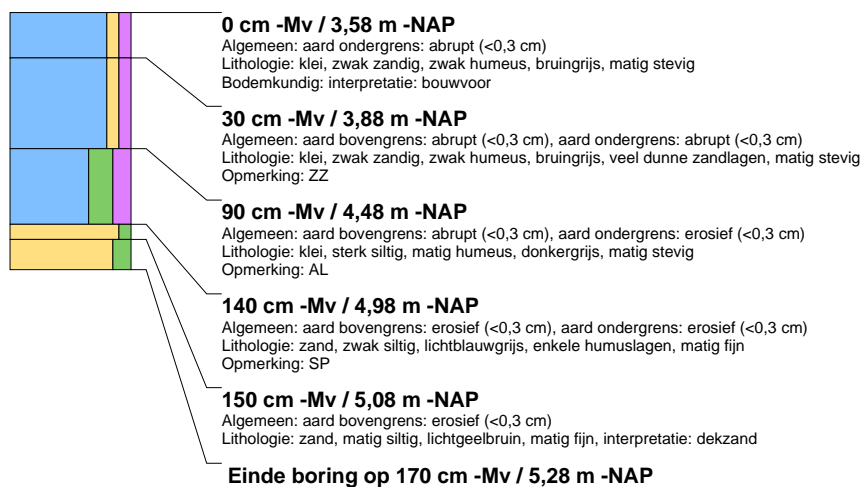 0 cm -Mv / 3,58 m -NAP
Algemeen: aard ondergrens: abrupt (<0,3 cm)
Lithologie: klei, zwak zandig, zwak humeus, bruingrijs, matig stevig
Bodemkundig: interpretatie: bouwvoor
30 cm -Mv / 3,88 m -NAP
Algemeen: aard bovengrens: abrupt (<0,3 cm), aard ondergrens: abrupt (<0,3 cm)
Lithologie: klei, zwak zandig, zwak humeus, bruingrijs, veel dunne zandlagen, matig stevig
Opmerking: ZZ
90 cm -Mv / 4,48 m -NAP
Algemeen: aard bovengrens: abrupt (<0,3 cm), aard ondergrens: erosief (<0,3 cm)
Lithologie: klei, sterk siltig, matig humeus, donkergrijs, matig stevig
Opmerking: AL
140 cm -Mv / 4,98 m -NAP
Algemeen: aard bovengrens: erosief (<0,3 cm), aard ondergrens: erosief (<0,3 cm)
Lithologie: zand, zwak siltig, lichtblauwgrijs, enkele humuslagen, matig fijn
Opmerking: SP
150 cm -Mv / 5,08 m -NAP
Algemeen: aard bovengrens: erosief (<0,3 cm)
Lithologie: zand, matig siltig, lichtgeelbruin, matig fijn, interpretatie: dekzand
Einde boring op 170 cm -Mv / 5,28 m -NAP